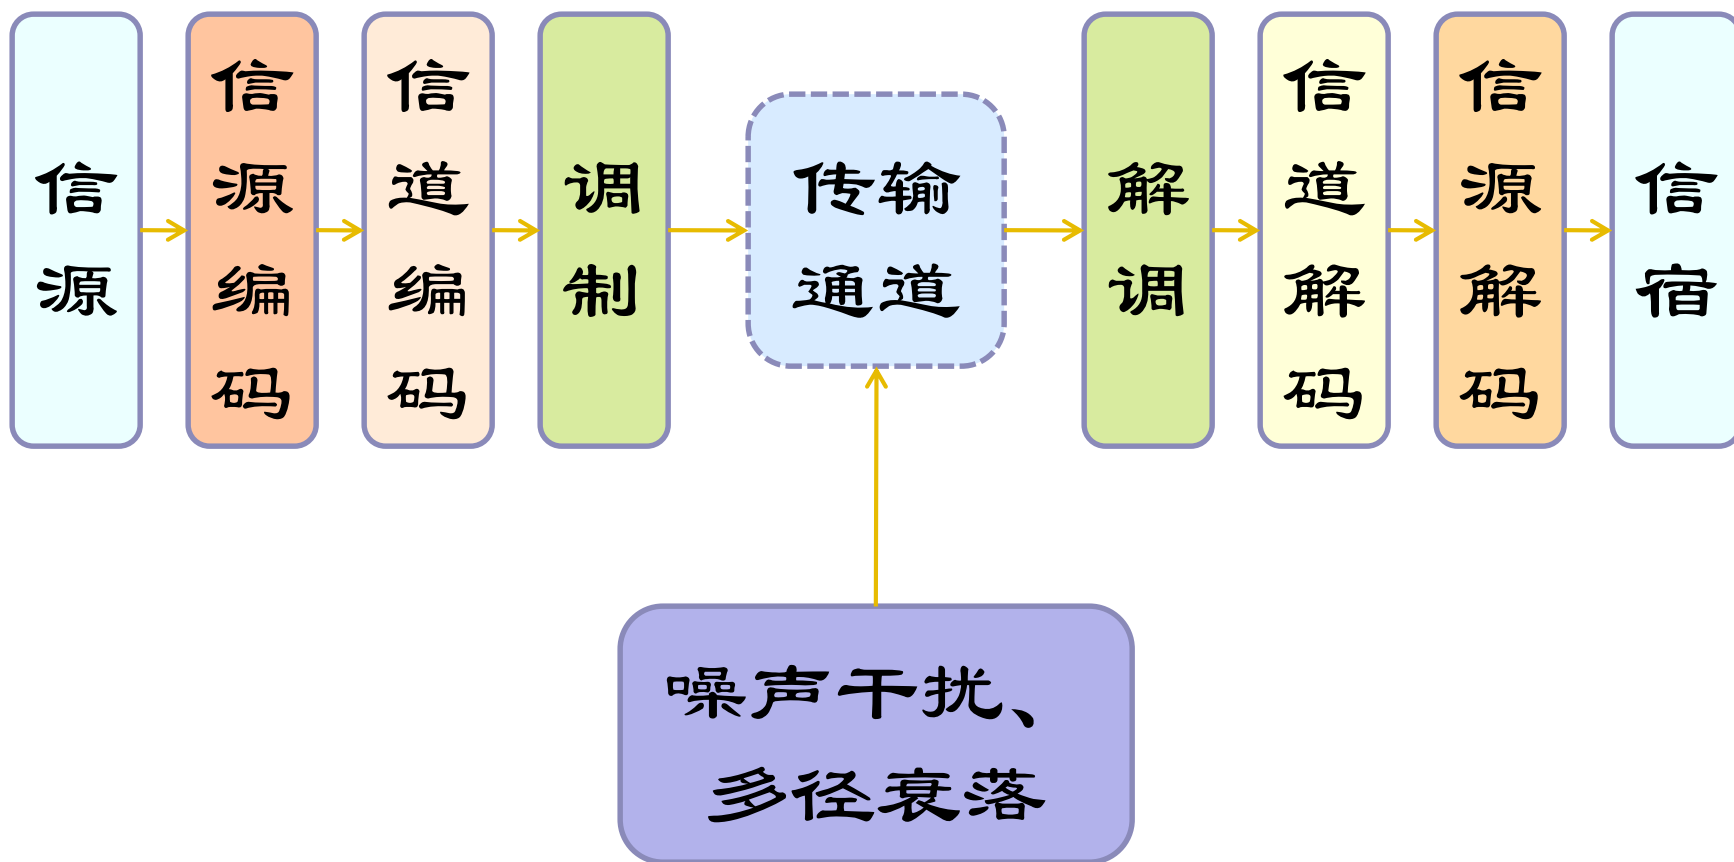 信源
信源编码
信道编码
调制
传输
通道
解调
信道解码
信源解码
信宿
噪声干扰、
多径衰落